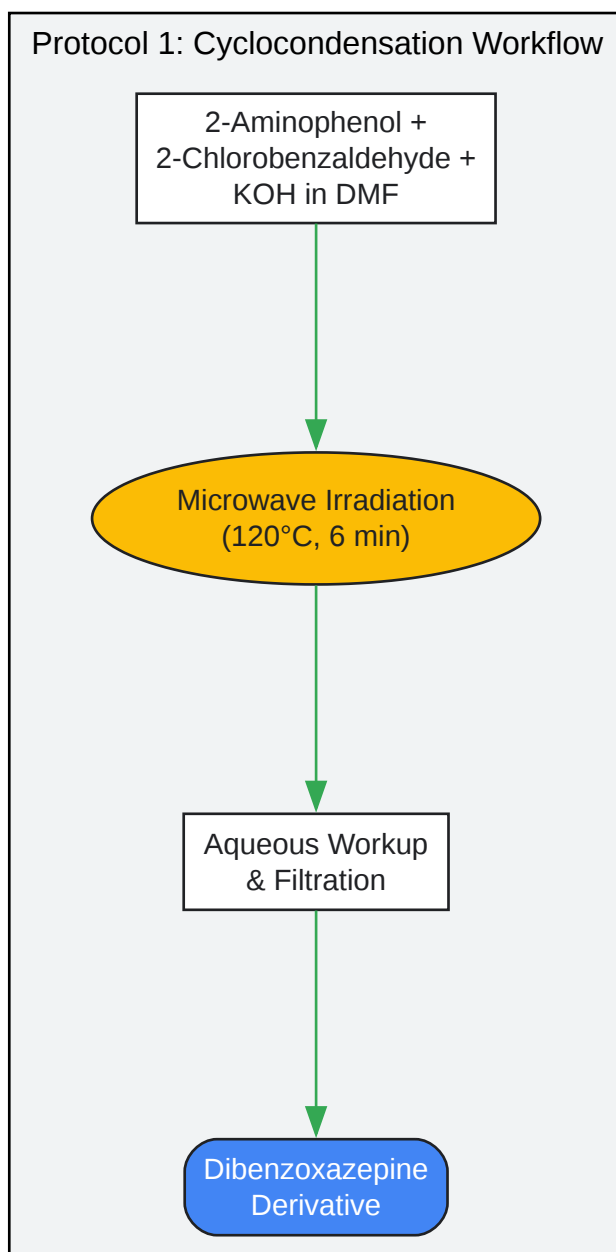 Protocol 1: Cyclocondensation Workflow
2-Aminophenol +
2-Chlorobenzaldehyde +
KOH in DMF
Microwave Irradiation
(120°C, 6 min)
Aqueous Workup
& Filtration
Dibenzoxazepine
Derivative